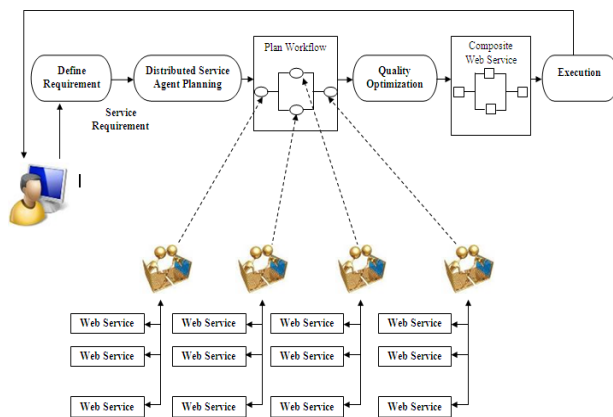 Plan Workflow
Composite
Web Service
Define
Requirement
Distributed Service
Agent Planning
Quality
Optimization
Execution
Service
Requirement
Web Service
Web Service
Web Service
Web Service
Web Service
Web Service
Web Service
Web Service
Web Service
Web Service
Web Service
Web Service